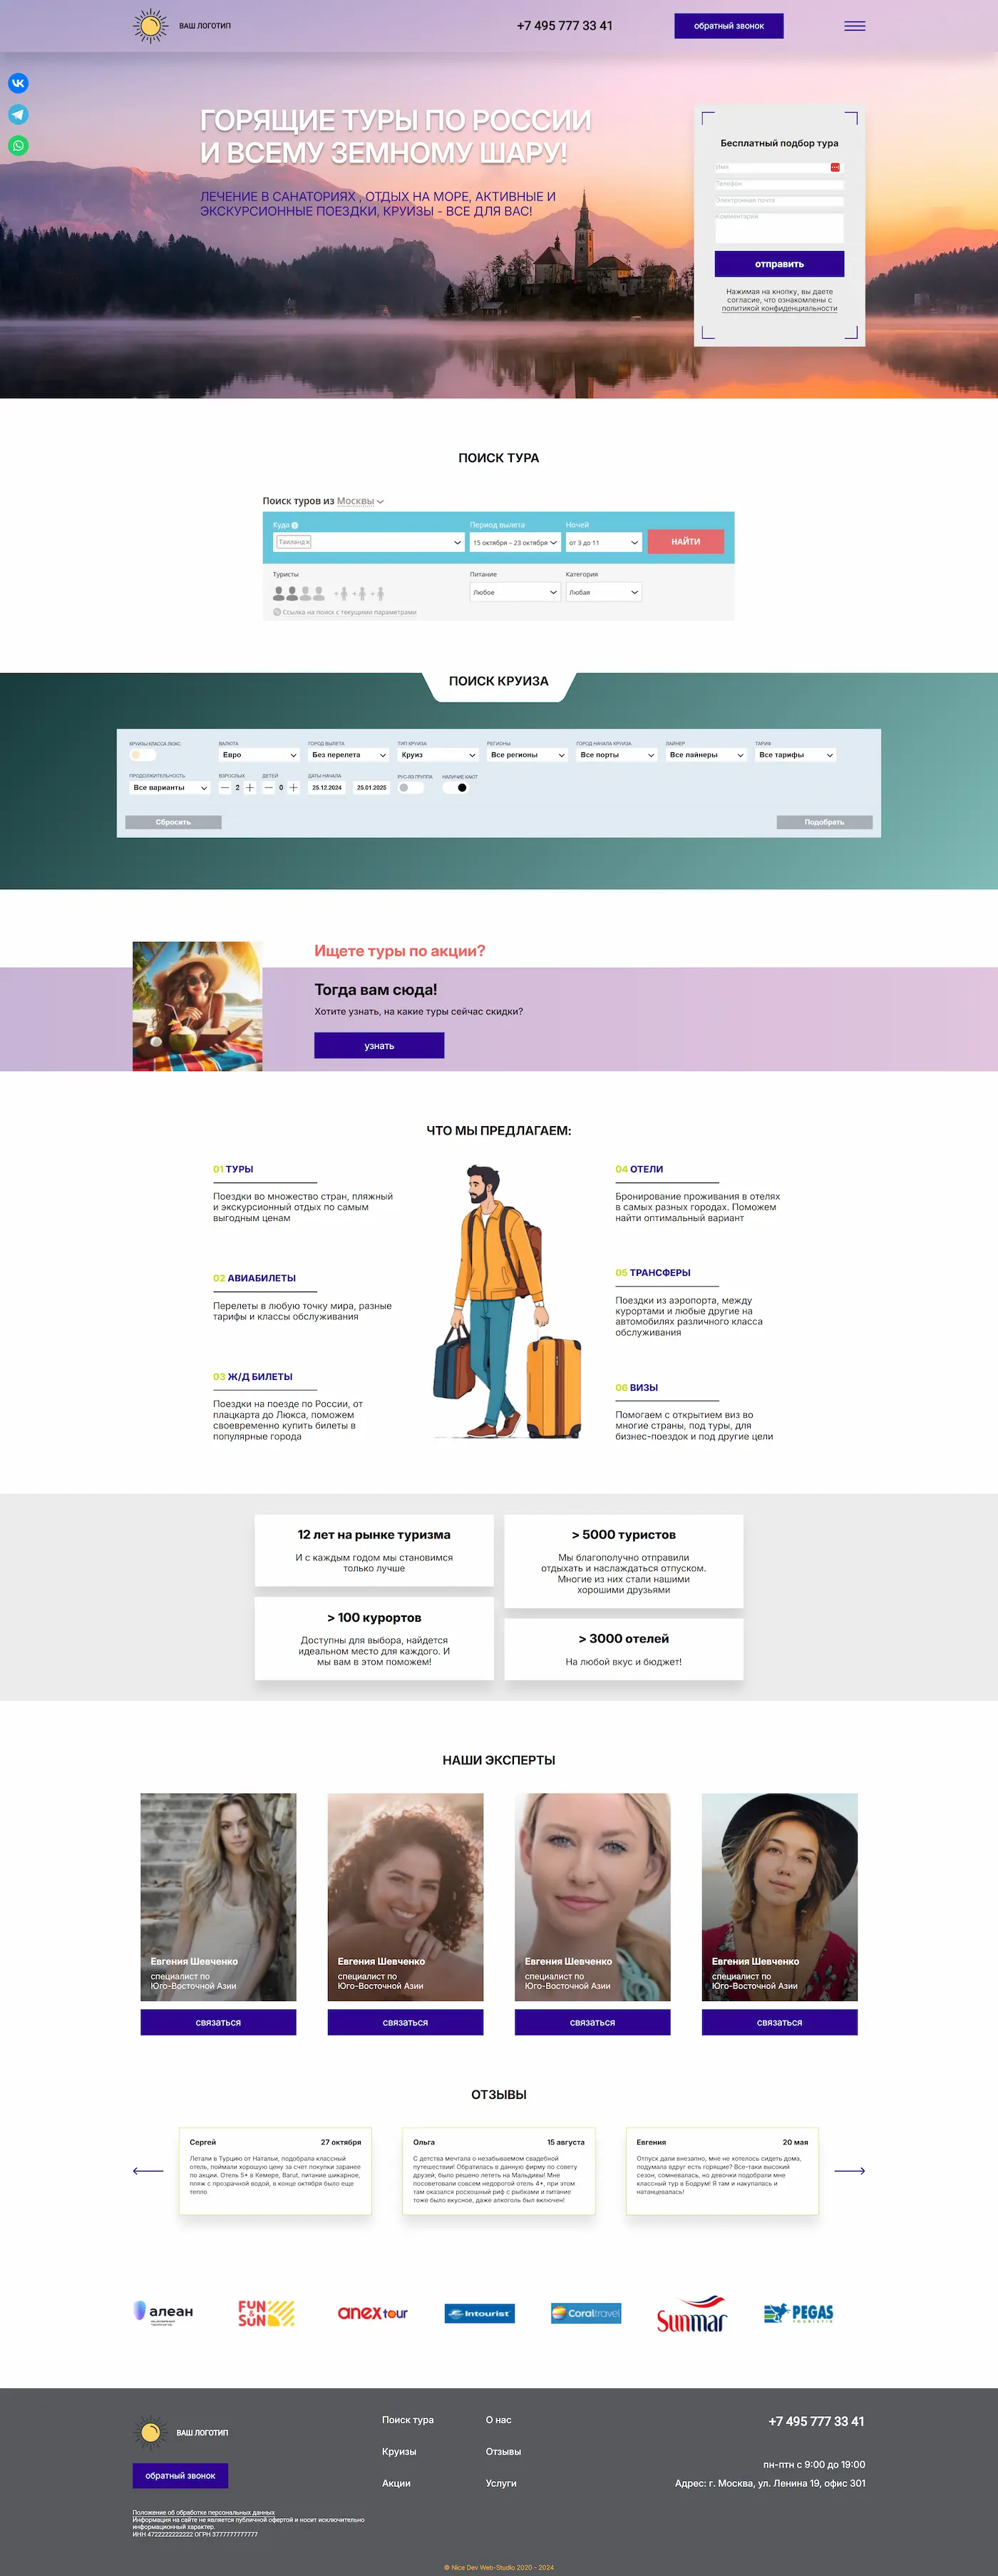 ВАШ ЛОГОТИП
+7 495 777 33 41
обратный звонок
ГОРЯЩИЕ ТУРЫ ПО РОССИИ
И ВСЕМУ ЗЕМНОМУ ШАРУ!
ЛЕЧЕНИЕ В САНАТОРИЯХ , ОТДЫХ НА МОРЕ, АКТИВНЫЕ И
ЭКСКУРСИОННЫЕ ПОЕЗДКИ, КРУИЗЫ - ВСЕ ДЛЯ ВАС!
Бесплатный подбор тура
Имя
Телефон
Электронная почта
Комментарий
отправить
Нажимая на кнопку, вы даете
согласие, что ознакомлены с
политикой конфиденциальности
ПОИСК ТУРА
Поиск туров из Москвы
Куда
Период вылета
Ночей
Таиланд×
15 октября – 23 октября
от 3 до 11
НАЙТИ
Туристы
Питание
Категория
Любое
Любая
Ссылка на поиск с текущими параметрами
ПОИСК КРУИЗА
КРУИЗЫ КЛАССА ЛЮКС
ВАЛЮТА
ГОРОД ВЫЛЕТА
ТИП КРУИЗА
РЕГИОНЫ
ГОРОД НАЧАЛА КРУИЗА
ЛАЙНЕР
ТАРИФ
Евро
Без перелета
Круиз
Все регионы
Все порты
Все лайнеры
Все тарифы
ПРОДОЛЖИТЕЛЬНОСТЬ
ВЗРОСЛЫХ
ДЕТЕЙ
ДАТЫ НАЧАЛА
РУС-ЯЗ ГРУППА
НАЛИЧИЕ КАЮТ
Все варианты
2
0
25.12.2024
25.01.2025
Сбросить
Подобрать
Ищете туры по акции?
Тогда вам сюда!
Хотите узнать, на какие туры сейчас скидки?
узнать
ЧТО МЫ ПРЕДЛАГАЕМ:
01 ТУРЫ
Поездки во множество стран, пляжный
и экскурсионный отдых по самым
выгодным ценам
02 АВИАБИЛЕТЫ
Перелеты в любую точку мира, разные
тарифы и классы обслуживания
03 Ж/Д БИЛЕТЫ
Поездки на поезде по России, от
плацкарта до Люкса, поможем
своевременно купить билеты в
популярные города
04 ОТЕЛИ
Бронирование проживания в отелях
в самых разных городах. Поможем
найти оптимальный вариант
05 ТРАНСФЕРЫ
Поездки из аэропорта, между
курортами и любые другие на
автомобилях различного класса
обслуживания
06 ВИЗЫ
Помогаем с открытием виз во
многие страны, под туры, для
бизнес-поездок и под другие цели
12 лет на рынке туризма
И с каждым годом мы становимся
только лучше
> 5000 туристов
Мы благополучно отправили
отдыхать и наслаждаться отпуском.
Многие из них стали нашими
хорошими друзьями
> 100 курортов
Доступны для выбора, найдется
идеальном место для каждого. И
мы вам в этом поможем!
> 3000 отелей
На любой вкус и бюджет!
НАШИ ЭКСПЕРТЫ
Евгения Шевченко
специалист по
Юго-Восточной Азии
связаться
Евгения Шевченко
специалист по
Юго-Восточной Азии
связаться
Евгения Шевченко
специалист по
Юго-Восточной Азии
связаться
Евгения Шевченко
специалист по
Юго-Восточной Азии
связаться
ОТЗЫВЫ
Сергей 27 октября
Летали в Турцию от Натальи, подобрала классный
отель, поймали хорошую цену за счет покупки заранее
по акции. Отель 5* в Кемере, Barut, питание шикарное,
пляж с прозрачной водой, в конце октября было еще
тепло
Ольга 15 августа
С детства мечтала о незабываемом свадебной
путешествии! Обратилась в данную фирму по совету
друзей, было решено лететь на Мальдивы! Мне
посоветовали совсем недорогой отель 4*, при этом
там оказался роскошный риф с рыбками и питание
тоже было вкусное, даже алкоголь был включен!
Евгения 20 мая
Отпуск дали внезапно, мне не хотелось сидеть дома,
подумала вдруг есть горящие? Все-таки высокий
сезон, сомневалась, но девочки подобрали мне
классный тур в Бодрум! Я там и накупалась и
натанцевалась!
алеан
FUN&SUN
anex tour
Intourist
Coral travel
Sunmar
PEGAS
TOURISTIK
ВАШ ЛОГОТИП
обратный звонок
Положение об обработке персональных данных
Информация на сайте не является публичной офертой и носит исключительно
информационный характер.
ИНН 4722222222222 ОГРН 3777777777777
Поиск тура
Круизы
Акции
О нас
Отзывы
Услуги
+7 495 777 33 41
пн-птн с 9:00 до 19:00
Адрес: г. Москва, ул. Ленина 19, офис 301
© Nice Dev Web-Studio 2020 - 2024